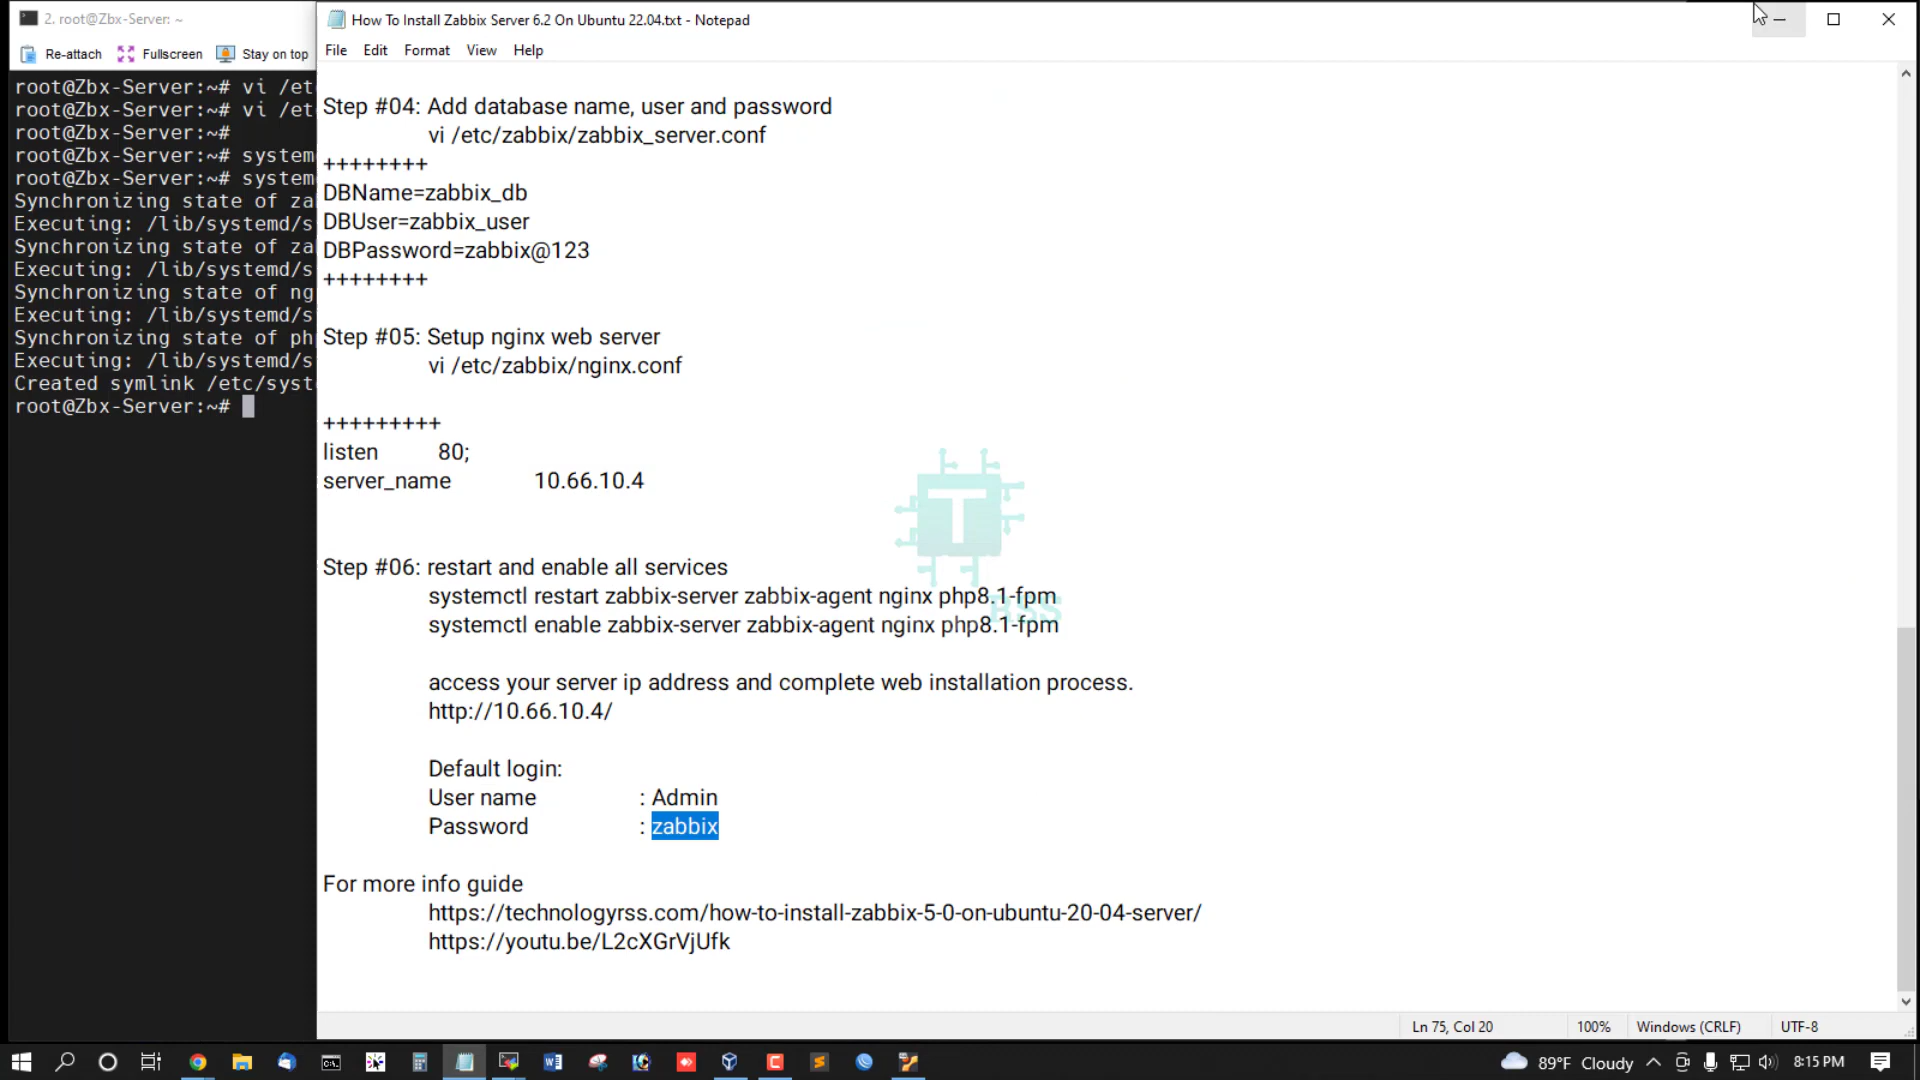 2. root@Zbx-Server: ~
Re-attach Fullscreen Stay on top
root@Zbx-Server:~# vi /et
root@Zbx-Server:~# vi /et
root@Zbx-Server:~#
root@Zbx-Server:~# system
root@Zbx-Server:~# system
Synchronizing state of za
Executing: /lib/systemd/s
Synchronizing state of za
Executing: /lib/systemd/s
Synchronizing state of ng
Executing: /lib/systemd/s
Synchronizing state of ph
Executing: /lib/systemd/s
Created symlink /etc/syst
root@Zbx-Server:~#
How To Install Zabbix Server 6.2 On Ubuntu 22.04.txt - Notepad
File Edit Format View Help
Step #04: Add database name, user and password
vi /etc/zabbix/zabbix_server.conf
++++++++
DBName=zabbix_db
DBUser=zabbix_user
DBPassword=zabbix@123
++++++++
Step #05: Setup nginx web server
vi /etc/zabbix/nginx.conf
+++++++++
listen 80;
server_name 10.66.10.4
Step #06: restart and enable all services
systemctl restart zabbix-server zabbix-agent nginx php8.1-fpm
systemctl enable zabbix-server zabbix-agent nginx php8.1-fpm
access your server ip address and complete web installation process.
http://10.66.10.4/
Default login:
User name : Admin
Password : zabbix
For more info guide
https://technologyrss.com/how-to-install-zabbix-5-0-on-ubuntu-20-04-server/
https://youtu.be/L2cXGrVjUfk
T
RSS
Ln 75, Col 20 100% Windows (CRLF) UTF-8
89°F Cloudy 8:15 PM